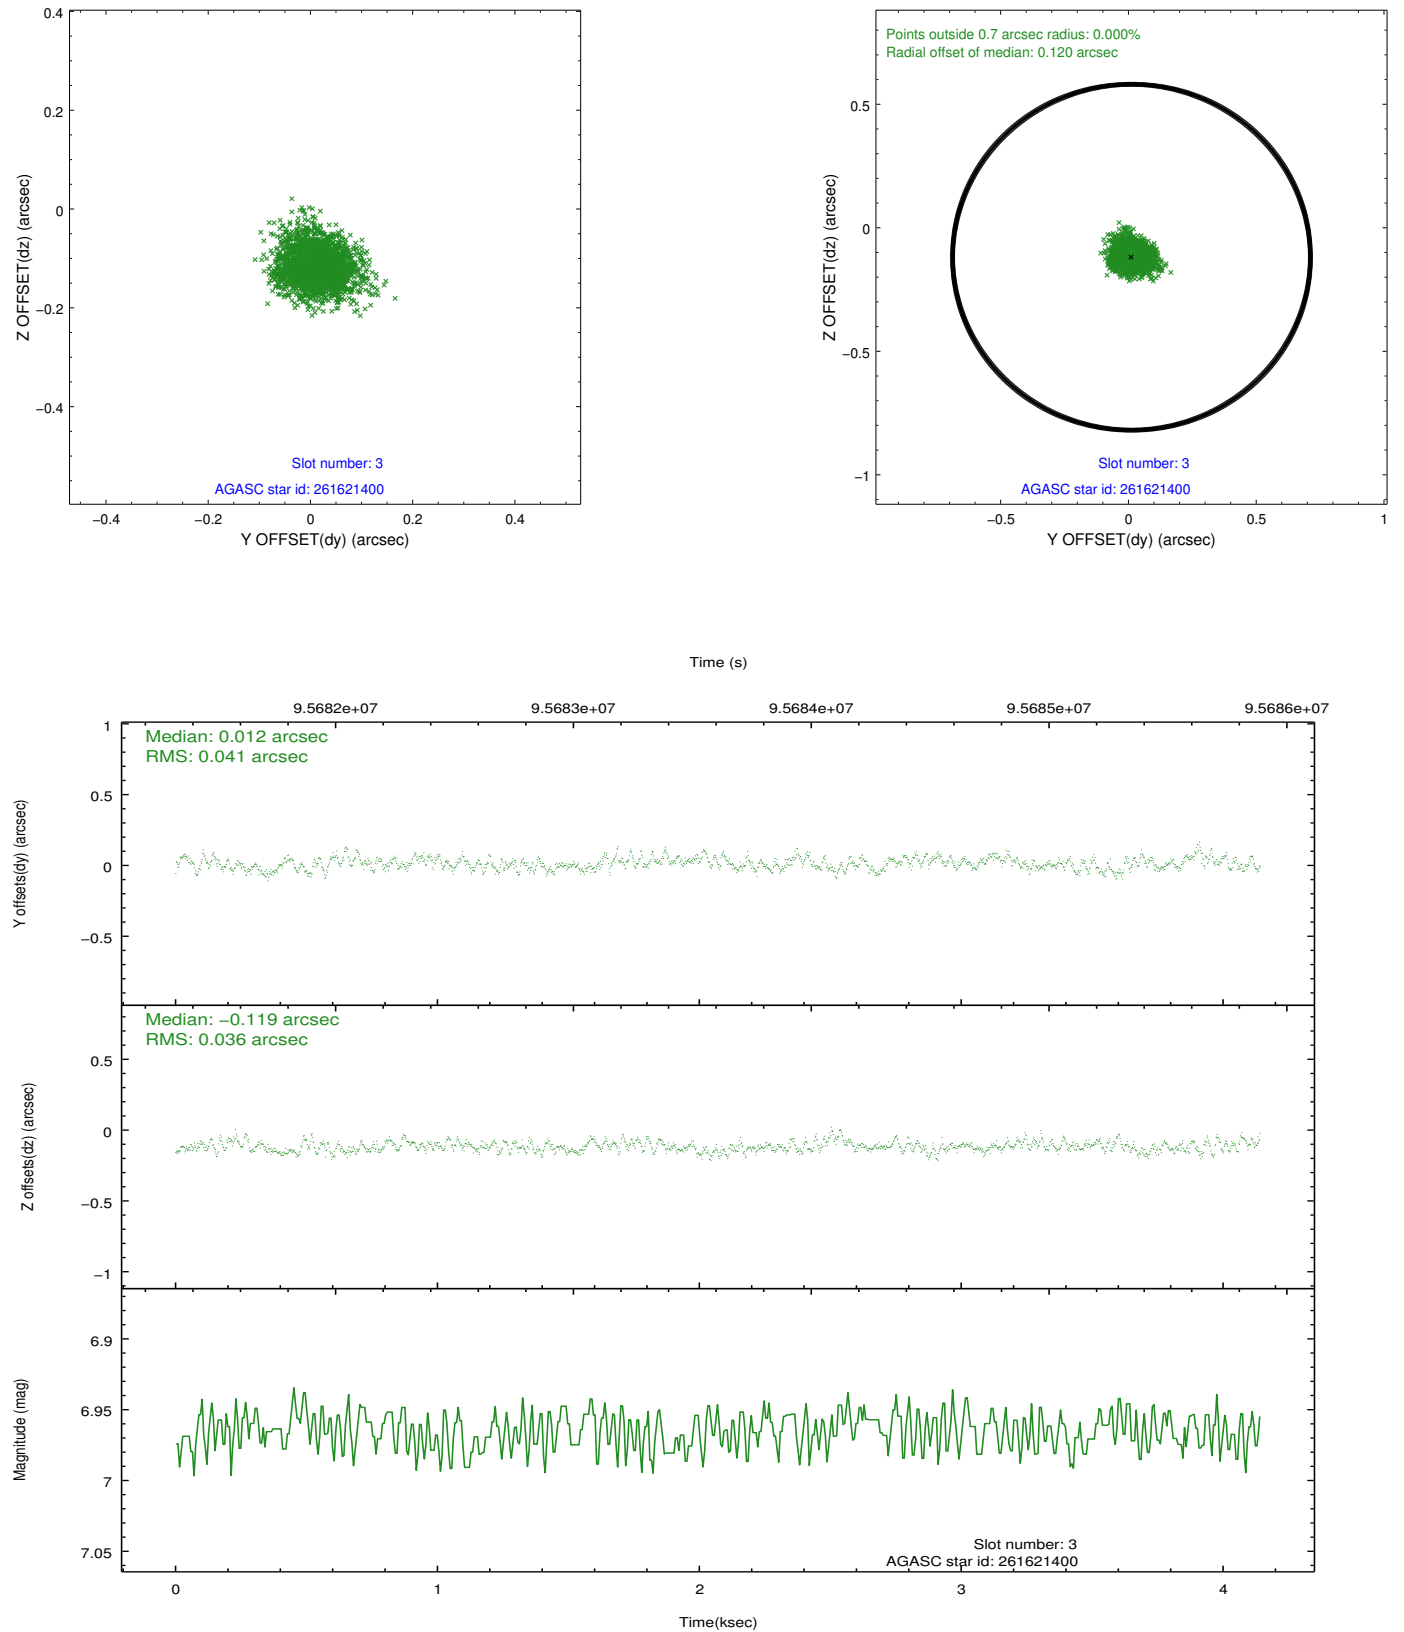 0.4
0.2
0
−0.2
−0.4
Z OFFSET(dz) (arcsec)
Slot number: 3
AGASC star id: 261621400
−0.4 −0.2 0 0.2 0.4
Y OFFSET(dy) (arcsec)
Points outside 0.7 arcsec radius: 0.000%
Radial offset of median: 0.120 arcsec
0.5
0
−0.5
−1
Z OFFSET(dz) (arcsec)
Slot number: 3
AGASC star id: 261621400
−0.5 0 0.5 1
Y OFFSET(dy) (arcsec)
Time (s)
9.5682e+07 9.5683e+07 9.5684e+07 9.5685e+07 9.5686e+07
Median: 0.012 arcsec
RMS: 0.041 arcsec
1
0.5
0
−0.5
Y offsets(dy) (arcsec)
Median: −0.119 arcsec
RMS: 0.036 arcsec
0.5
0
−0.5
−1
Z offsets(dz) (arcsec)
6.9
6.95
7
7.05
Magnitude (mag)
Slot number: 3
AGASC star id: 261621400
0 1 2 3 4
Time(ksec)